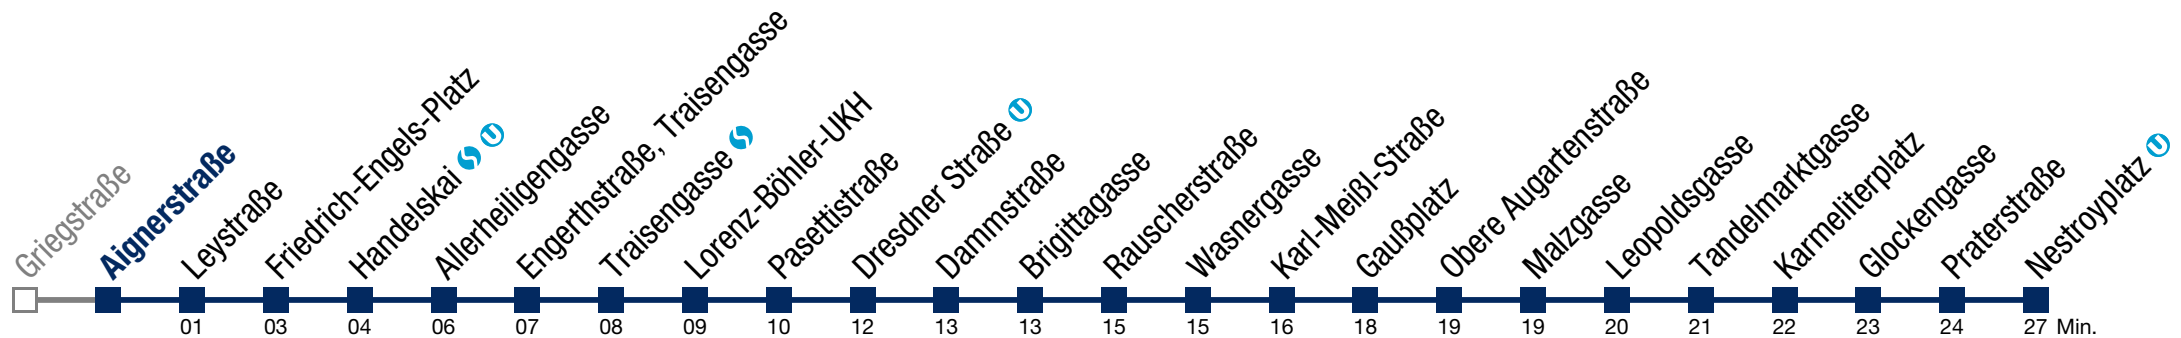 Griegstraße
Aignerstraße
Leystraße
Friedrich-Engels-Platz
Handelskai
Allerheiligengasse
Engerthstraße, Traisengasse
Traisengasse
Lorenz-Böhler-UKH
Pasettistraße
Dresdner Straße
Dammstraße
Brigittagasse
Rauscherstraße
Wasnergasse
Karl-Meißl-Straße
Gaußplatz
Obere Augartenstraße
Malzgasse
Leopoldsgasse
Tandelmarktgasse
Karmeliterplatz
Glockengasse
Praterstraße
Nestroyplatz
01 03 04 06 07 08 09 10 12 13 13 15 15 16 18 19 19 20 21 22 23 24 27 Min.